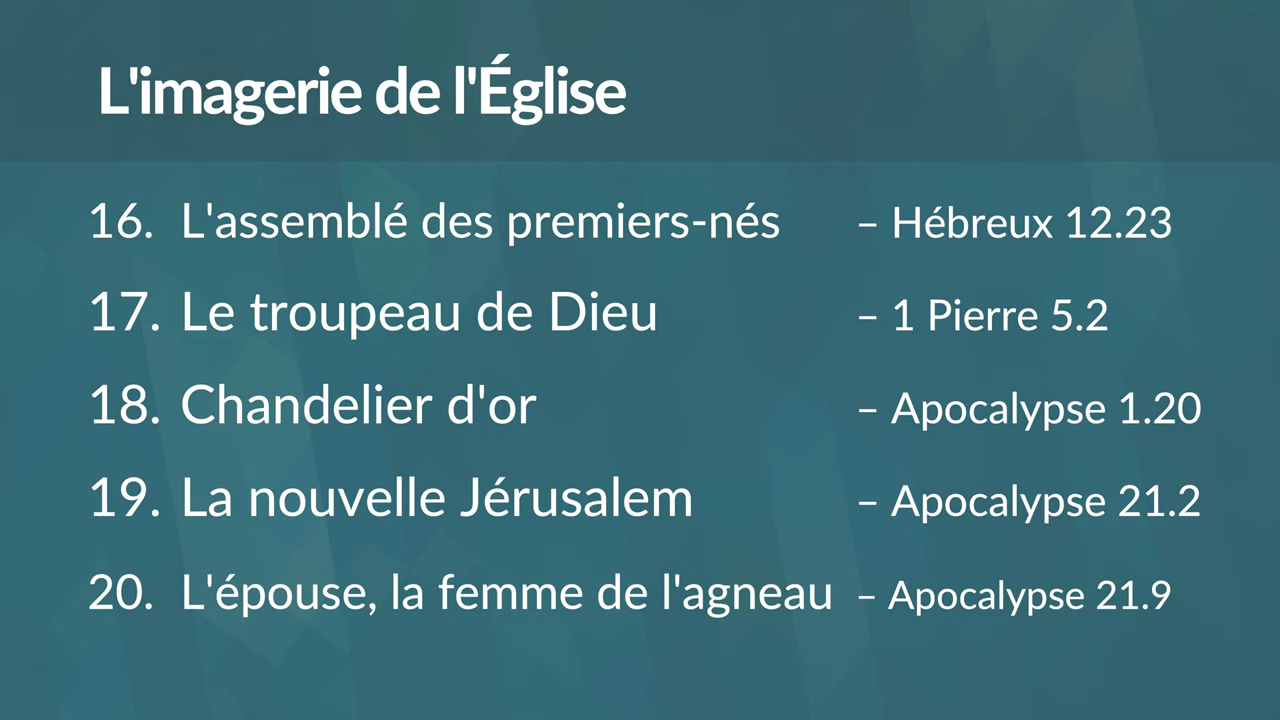 L'imagerie de l'Église
16. L'assemblé des premiers-nés – Hébreux 12.23
17. Le troupeau de Dieu – 1 Pierre 5.2
18. Chandelier d'or – Apocalypse 1.20
19. La nouvelle Jérusalem – Apocalypse 21.2
20. L'épouse, la femme de l'agneau – Apocalypse 21.9